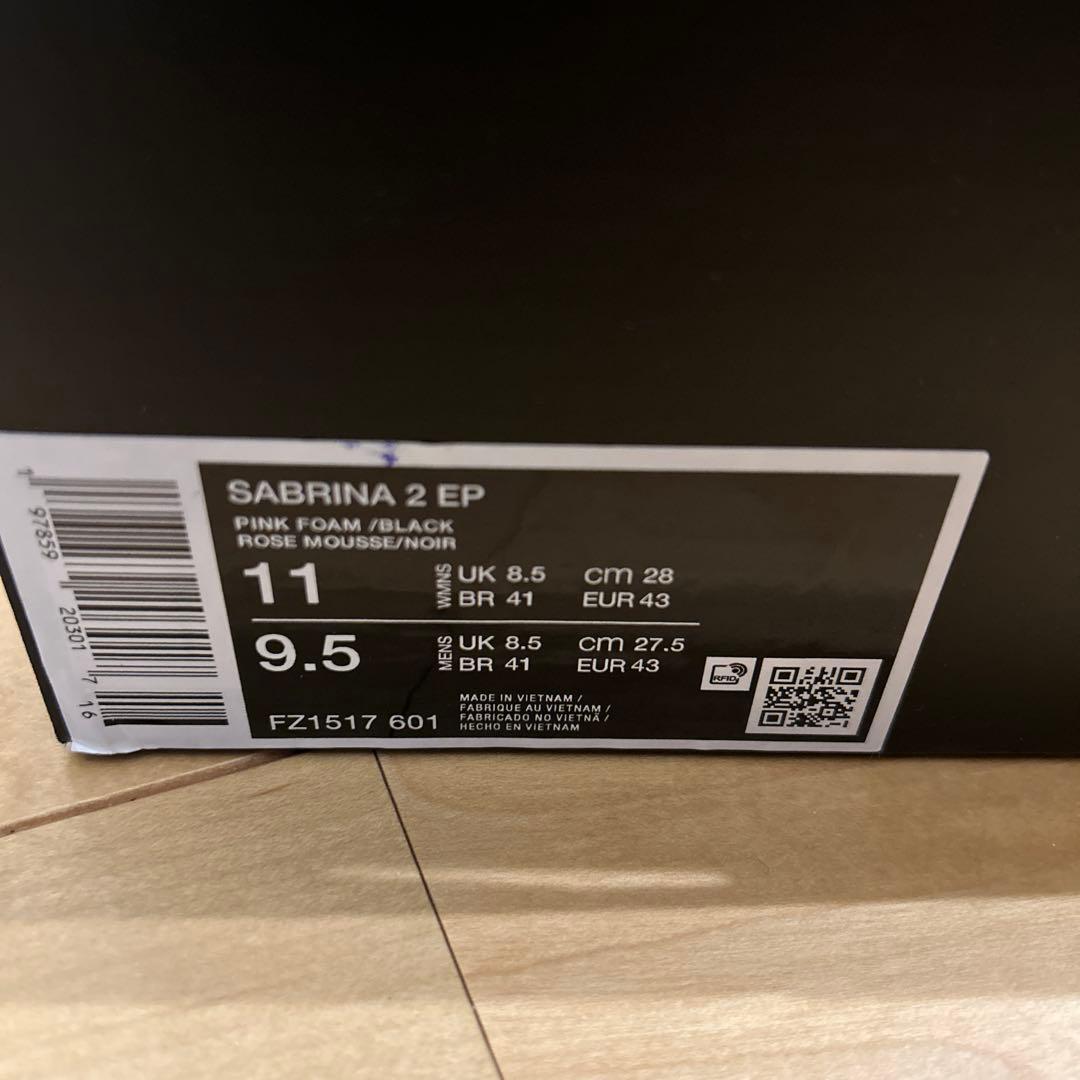 SABRINA 2 EP
PINK FOAM /BLACK
ROSE MOUSSE/NOIR
11 WMNS UK 8.5 cm 28
BR 41 EUR 43
9.5 MENS UK 8.5 cm 27.5
BR 41 EUR 43
RFID
FZ1517 601
MADE IN VIETNAM /
FABRIQUE AU VIETNAM /
FABRICADO NO VIETNÃ /
HECHO EN VIETNAM
1 97859 20301 7 16